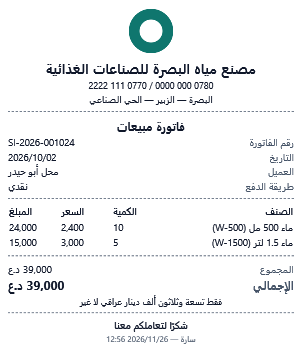 مصنع مياه البصرة للصناعات الغذائية
0780 000 0000 / 0770 111 2222
البصرة — الزبير — الحي الصناعي
فاتورة مبيعات
رقم الفاتورة SI-2026-001024
التاريخ 2026/10/02
العميل محل أبو حيدر
طريقة الدفع نقدي
الصنف الكمية السعر المبلغ
ماء 500 مل (W-500) 10 2,400 24,000
ماء 1.5 لتر (W-1500) 5 3,000 15,000
المجموع 39,000 د.ع
الإجمالي 39,000 د.ع
فقط تسعة وثلاثون ألف دينار عراقي لا غير
شكرًا لتعاملكم معنا
سارة — 2026/11/26 12:56